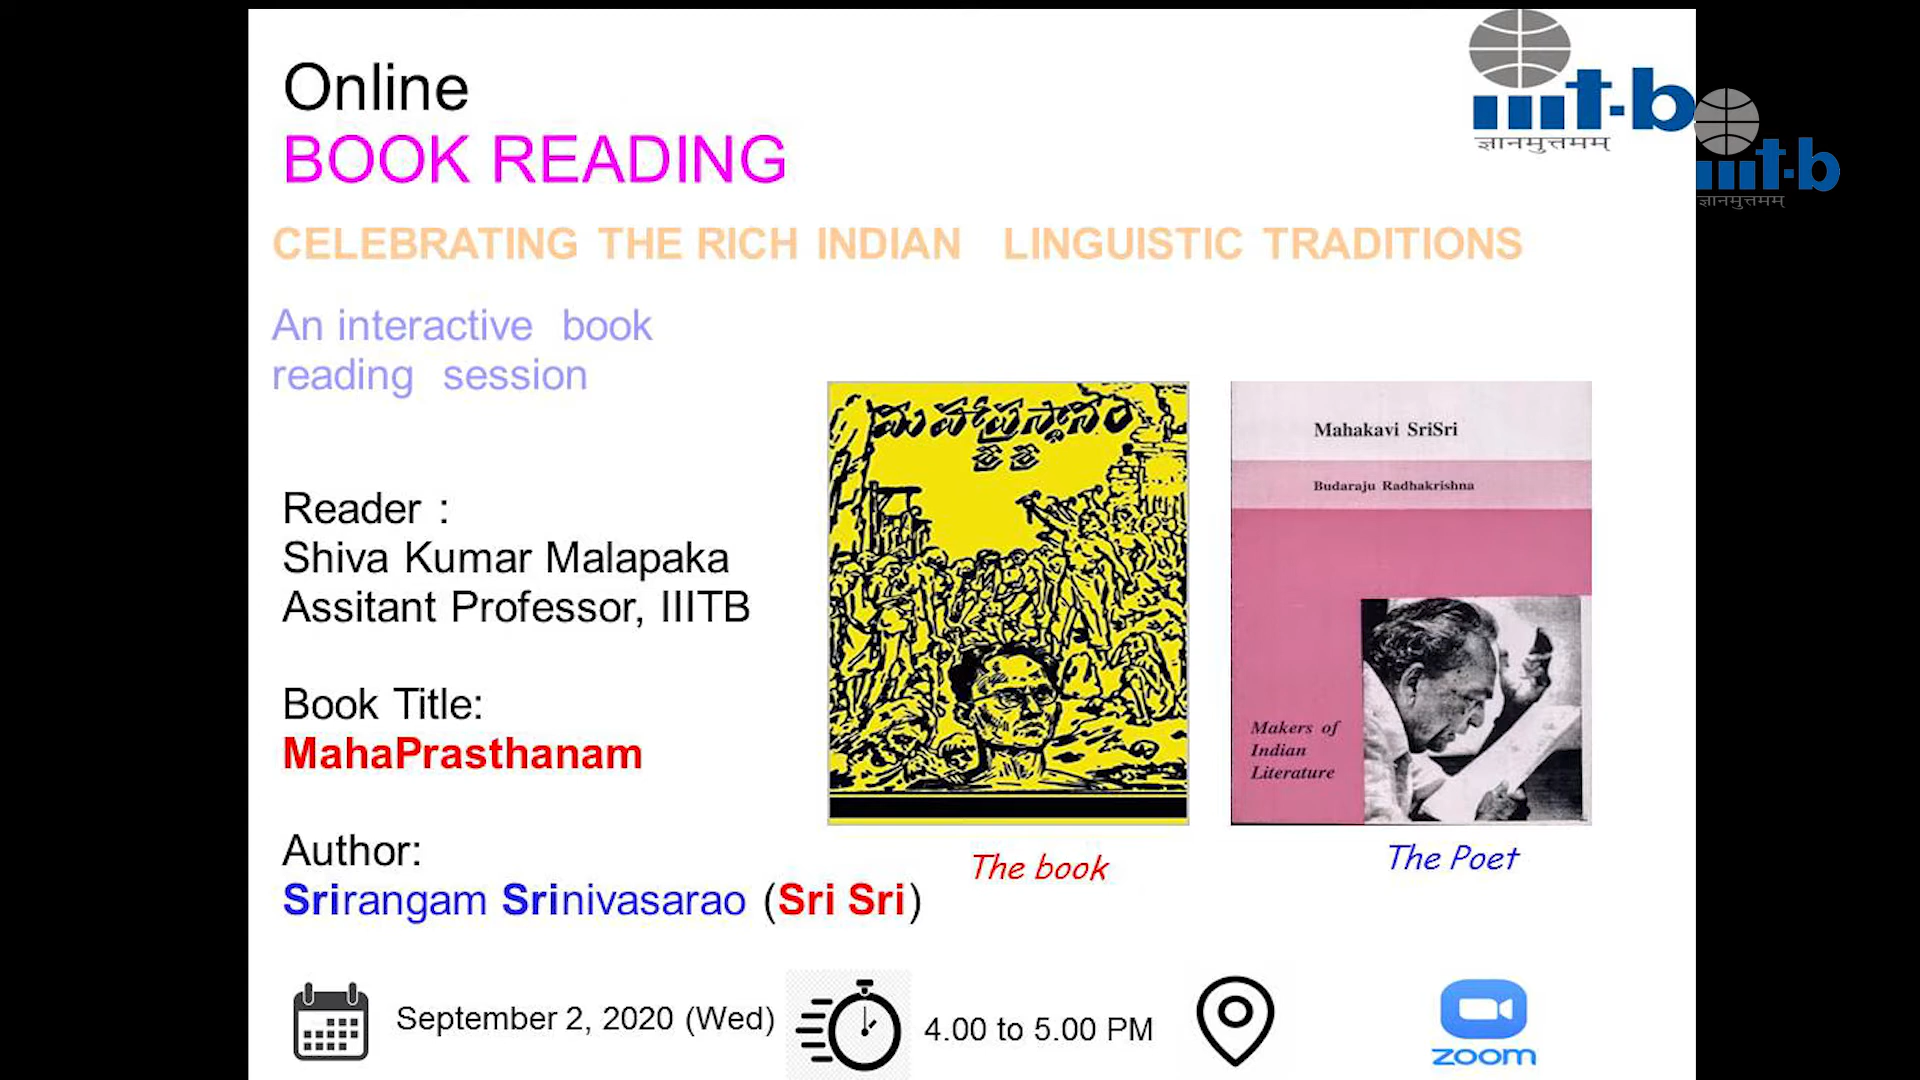 Online
BOOK READING
CELEBRATING THE RICH INDIAN LINGUISTIC TRADITIONS
An interactive book
reading session
Reader :
Shiva Kumar Malapaka
Assitant Professor, IIITB
Book Title:
MahaPrasthanam
Author:
Srirangam Srinivasarao (Sri Sri)
September 2, 2020 (Wed)
4.00 to 5.00 PM
zoom
మహాప్రస్థానం
శ్రీ శ్రీ
The book
Mahakavi SriSri
Budaraju Radhakrishna
Makers of
Indian
Literature
The Poet
iiit-b
ज्ञानमुत्तमम्
iiit-b
ज्ञानमुत्तमम्